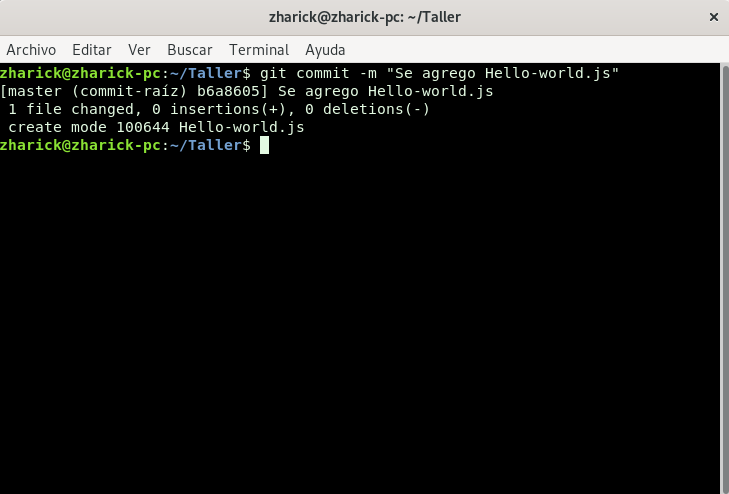 zharick@zharick-pc: ~/Taller
Archivo Editar Ver Buscar Terminal Ayuda
zharick@zharick-pc:~/Taller$ git commit -m "Se agrego Hello-world.js"
[master (commit-raíz) b6a8605] Se agrego Hello-world.js
 1 file changed, 0 insertions(+), 0 deletions(-)
 create mode 100644 Hello-world.js
zharick@zharick-pc:~/Taller$